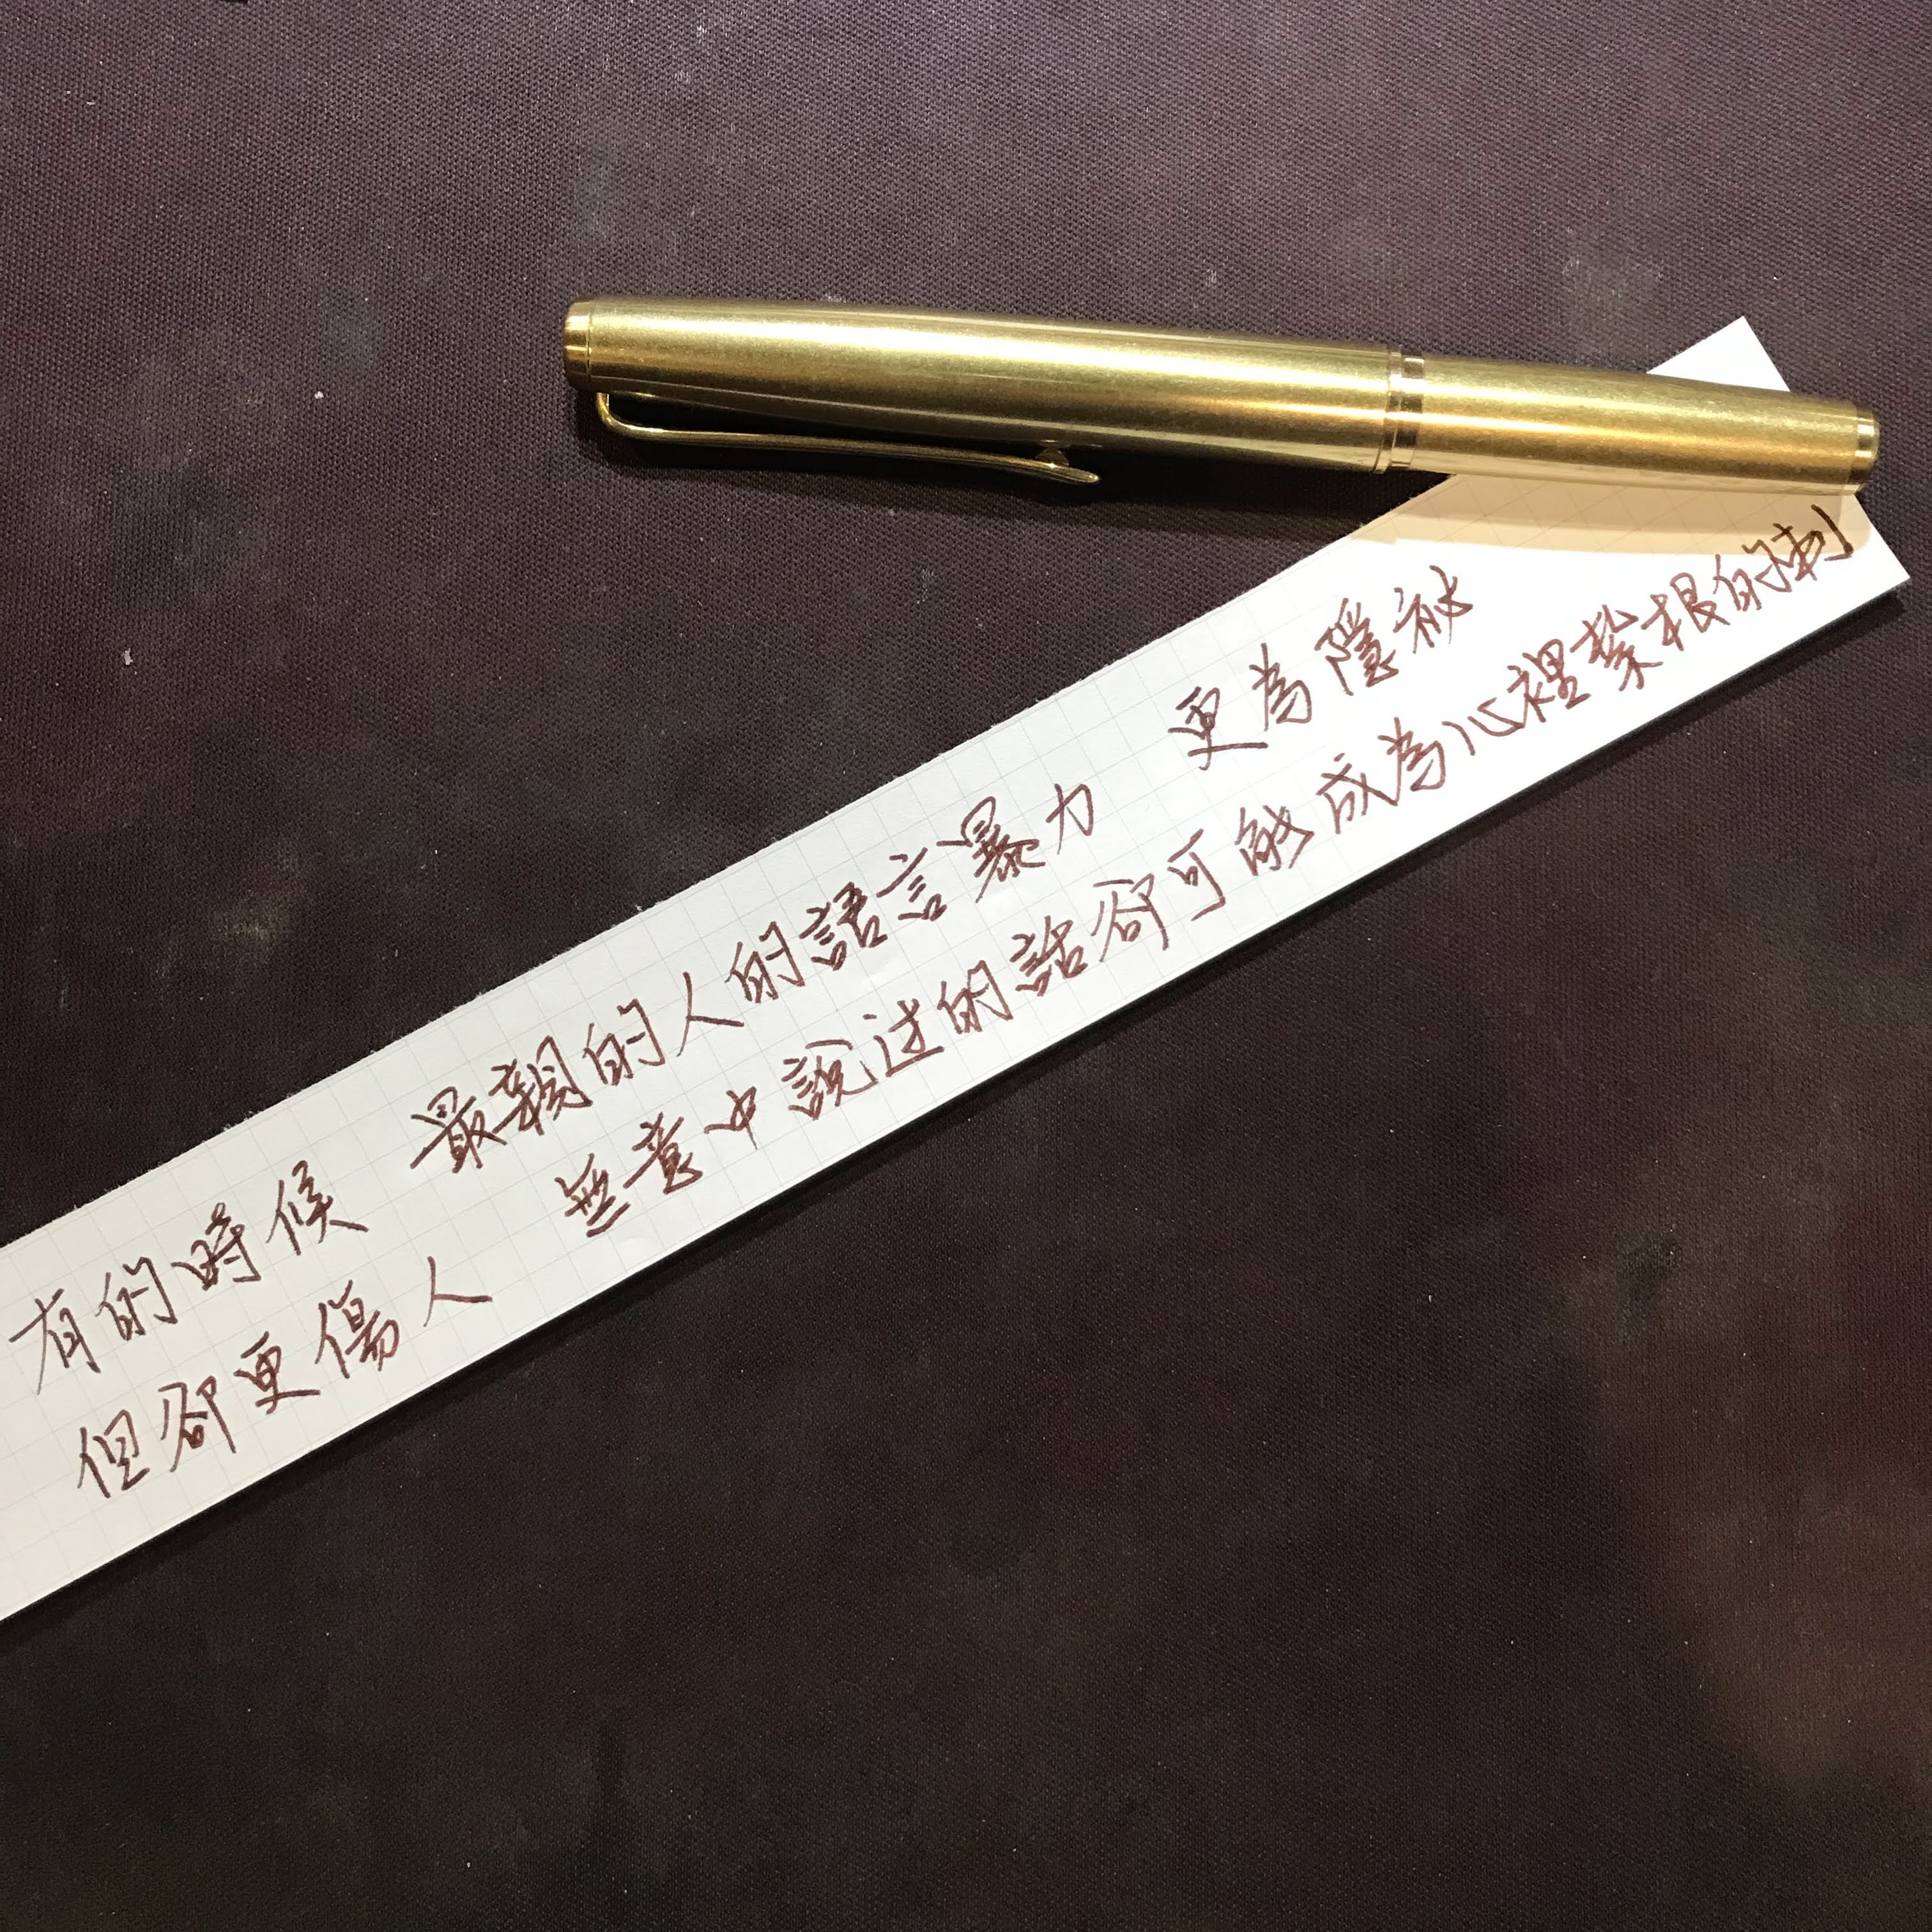 有的時候 最親的人的語言暴力 更為隱秘
但卻更傷人 無意中說过的話卻可能成為心裡紮根的刺